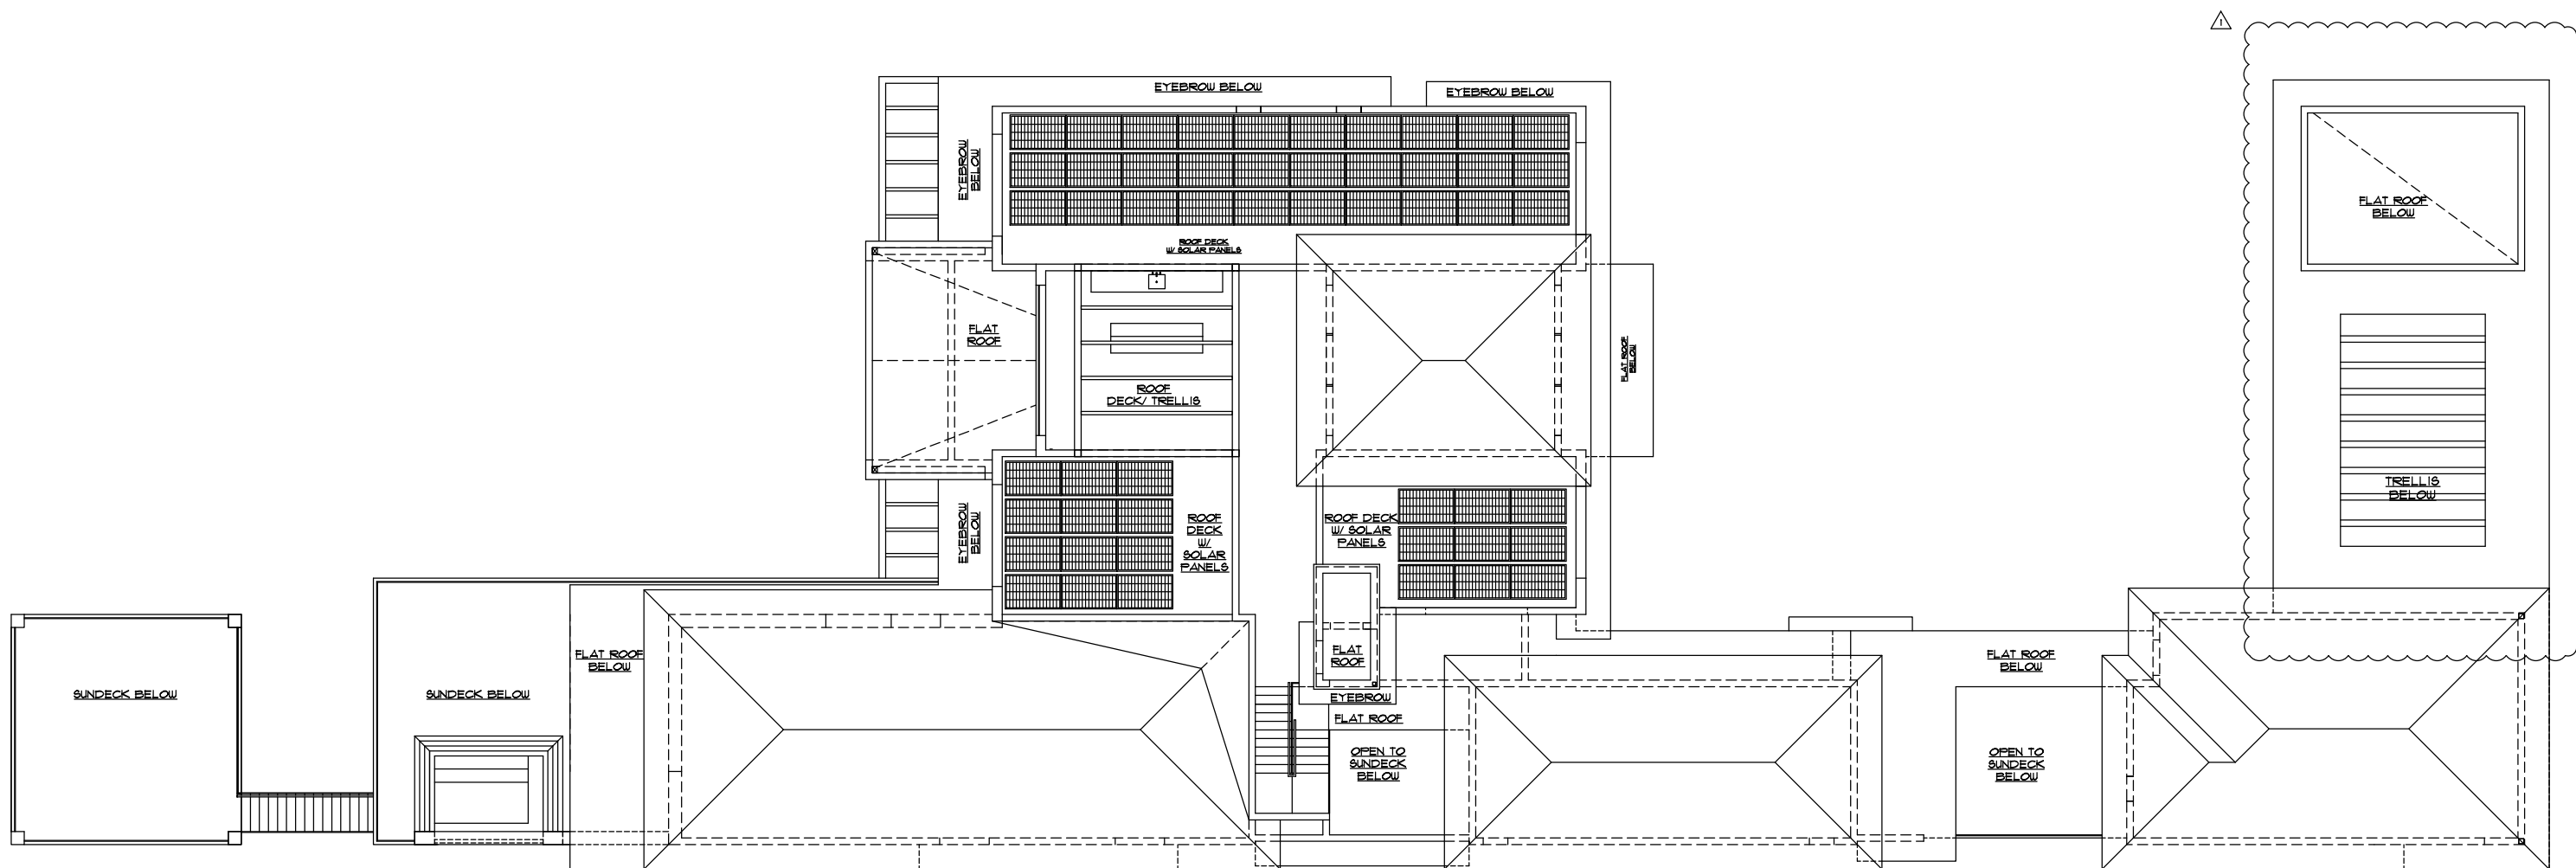 1
EYEBROW BELOW
EYEBROW BELOW
EYEBROW
BELOW
FLAT ROOF
BELOW
ROOF DECK
W/ SOLAR PANELS
FLAT
ROOF
FLAT ROOF
BELOW
ROOF
DECK/ TRELLIS
TRELLIS
BELOW
EYEBROW
BELOW
ROOF
DECK
W/
SOLAR
PANELS
ROOF DECK
W/ SOLAR
PANELS
FLAT ROOF
BELOW
FLAT
ROOF
FLAT ROOF
BELOW
SUNDECK BELOW
SUNDECK BELOW
EYEBROW
FLAT ROOF
OPEN TO
SUNDECK
BELOW
OPEN TO
SUNDECK
BELOW